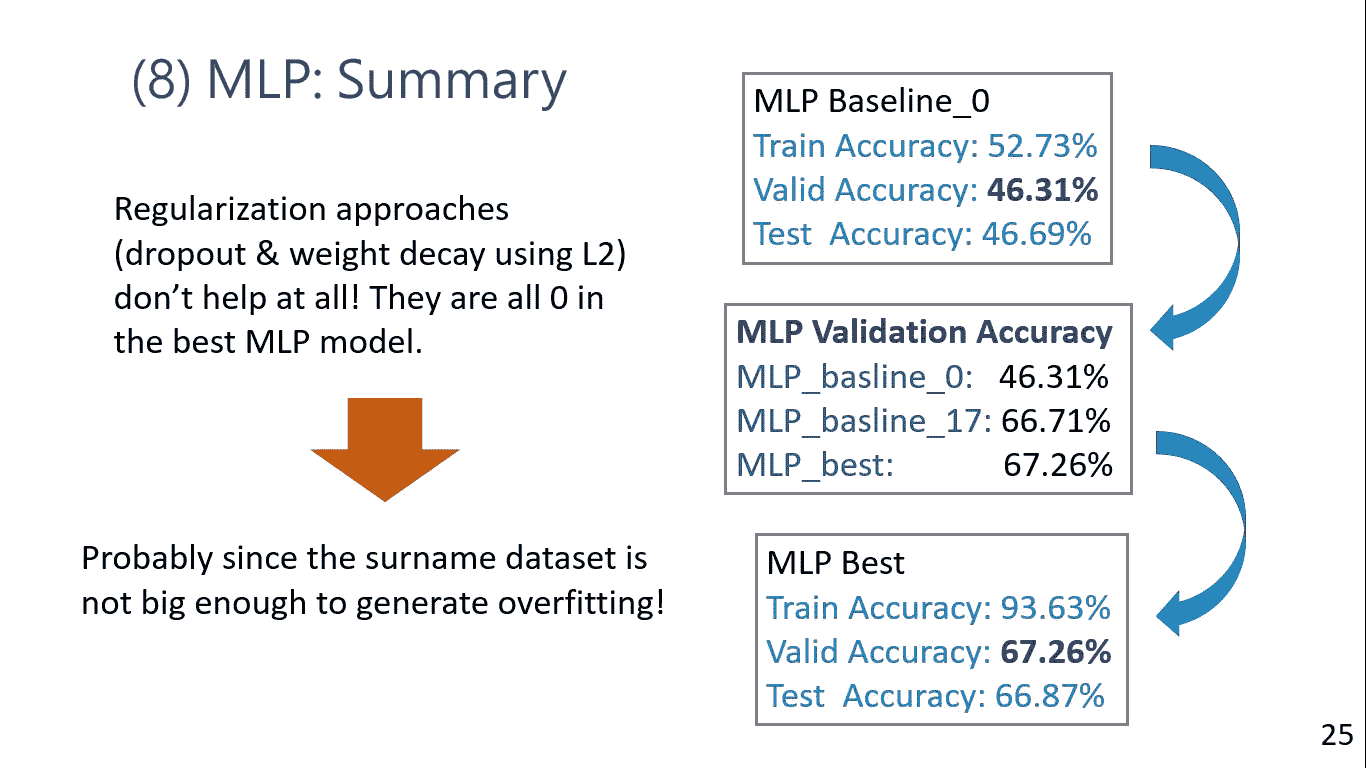 (8) MLP: Summary
Regularization approaches
(dropout & weight decay using L2)
don't help at all! They are all 0 in
the best MLP model.
Probably since the surname dataset is
not big enough to generate overfitting!
MLP Baseline_0
Train Accuracy: 52.73%
Valid Accuracy: 46.31%
Test  Accuracy: 46.69%
MLP Validation Accuracy
MLP_basline_0: 46.31%
MLP_basline_17: 66.71%
MLP_best: 67.26%
MLP Best
Train Accuracy: 93.63%
Valid Accuracy: 67.26%
Test  Accuracy: 66.87%
25